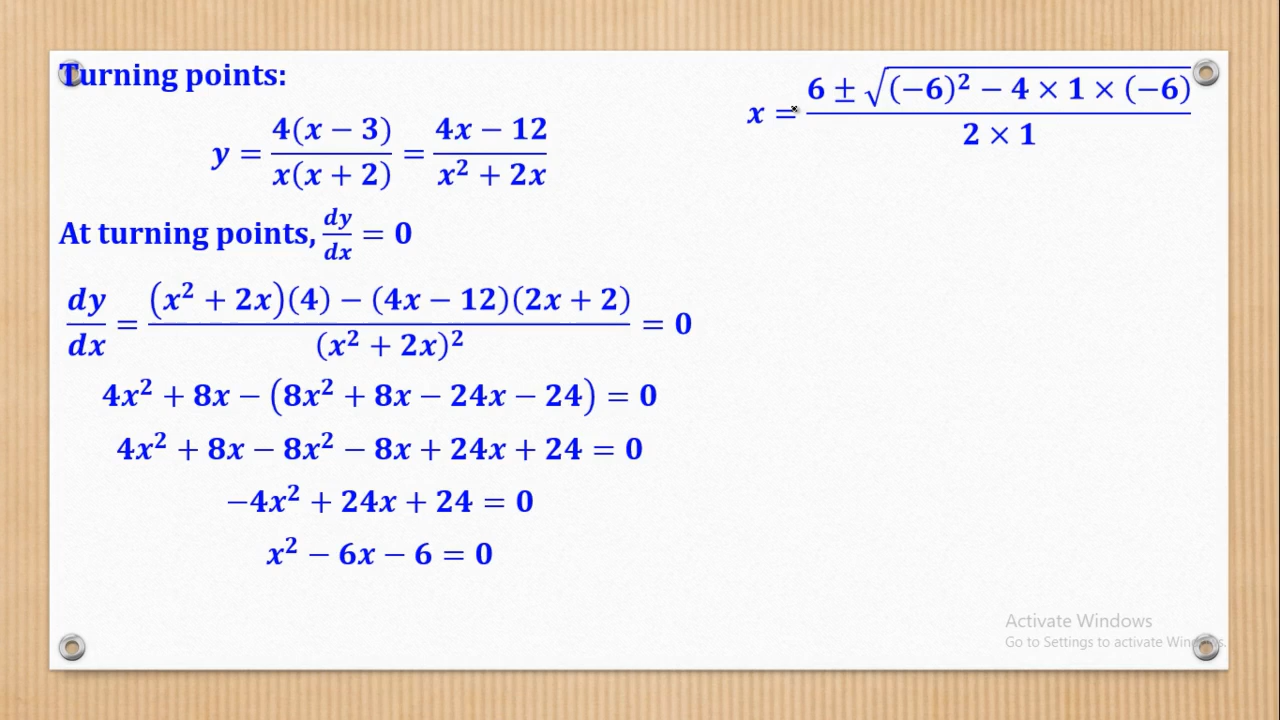 Turning points:
y = 4(x − 3)/x(x + 2) = 4x − 12/x² + 2x
At turning points, dy/dx = 0
dy/dx = (x² + 2x)(4) − (4x − 12)(2x + 2)/(x² + 2x)² = 0
4x² + 8x − (8x² + 8x − 24x − 24) = 0
4x² + 8x − 8x² − 8x + 24x + 24 = 0
−4x² + 24x + 24 = 0
x² − 6x − 6 = 0
x = 6 ± √(−6)² − 4 × 1 × (−6)/2 × 1
Activate Windows
Go to Settings to activate Windows.